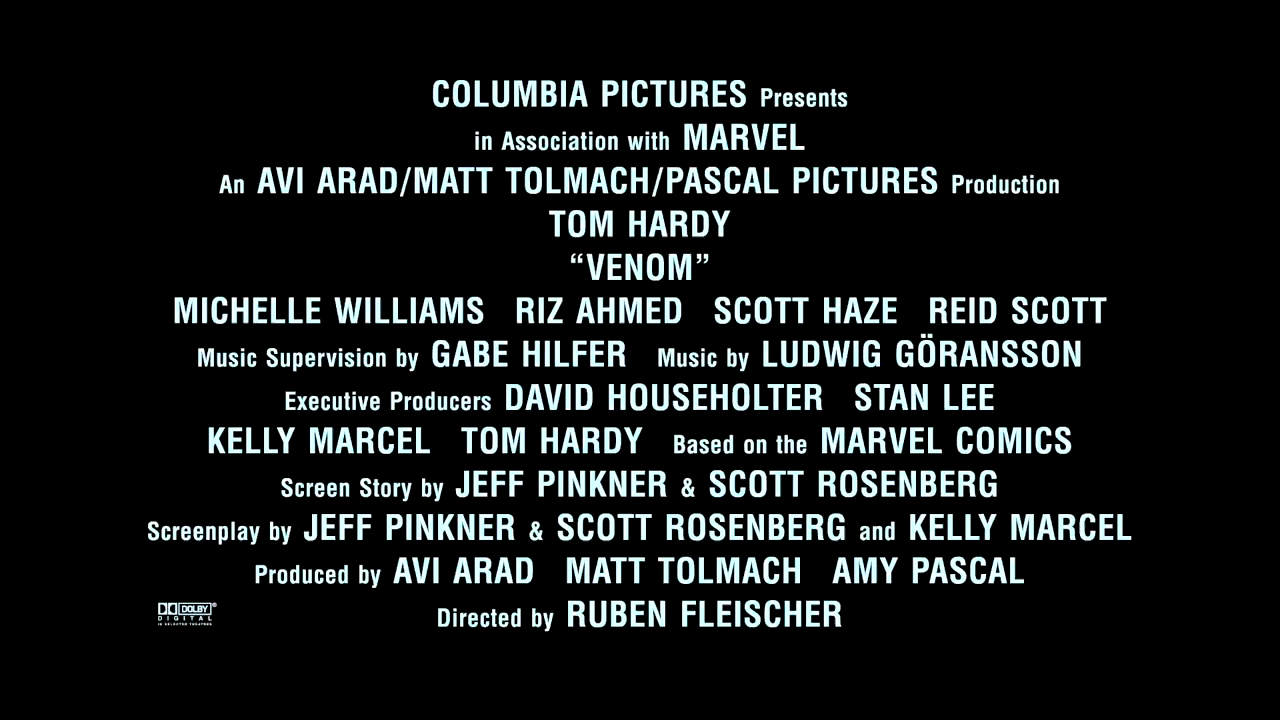 COLUMBIA PICTURES Presents
in Association with MARVEL
An AVI ARAD/MATT TOLMACH/PASCAL PICTURES Production
TOM HARDY
“VENOM”
MICHELLE WILLIAMS RIZ AHMED SCOTT HAZE REID SCOTT
Music Supervision by GABE HILFER Music by LUDWIG GÖRANSSON
Executive Producers DAVID HOUSEHOLTER STAN LEE
KELLY MARCEL TOM HARDY Based on the MARVEL COMICS
Screen Story by JEFF PINKNER & SCOTT ROSENBERG
Screenplay by JEFF PINKNER & SCOTT ROSENBERG and KELLY MARCEL
Produced by AVI ARAD MATT TOLMACH AMY PASCAL
Directed by RUBEN FLEISCHER
DOLBY®
DIGITAL
IN SELECTED THEATRES